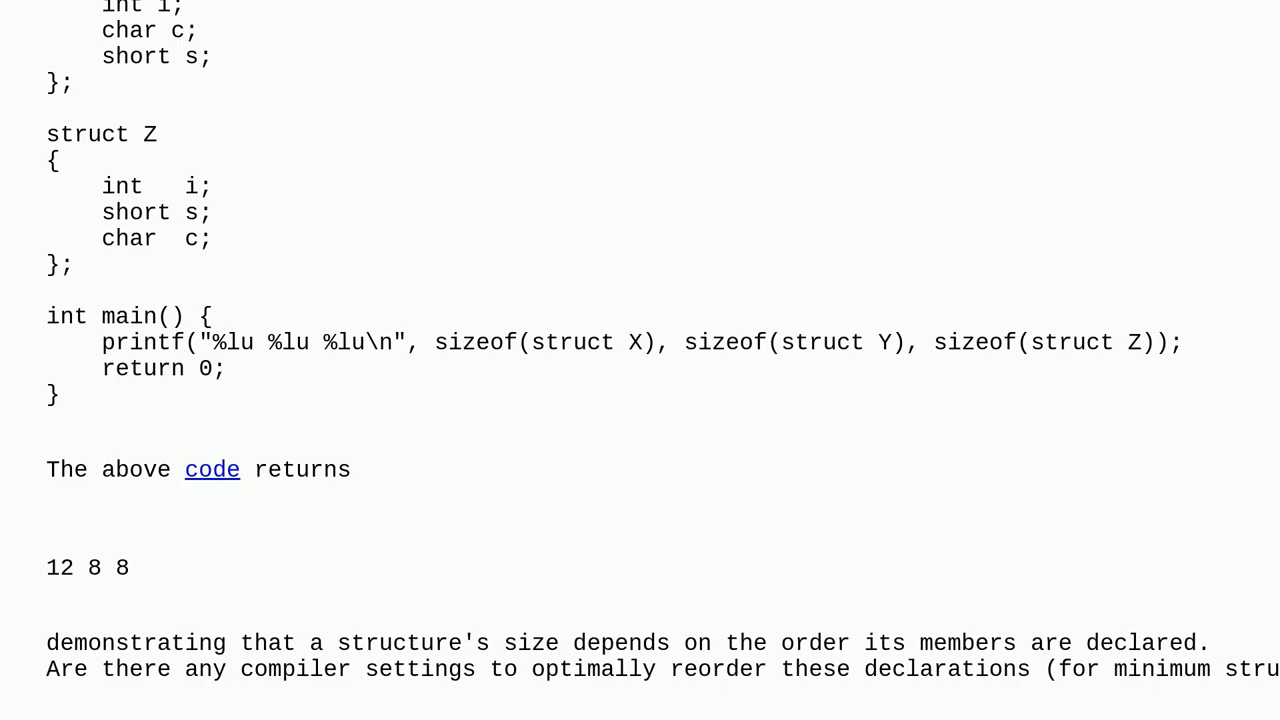 int i;
    char c;
    short s;
};

struct Z
{
    int   i;
    short s;
    char  c;
};

int main() {
    printf("%lu %lu %lu\n", sizeof(struct X), sizeof(struct Y), sizeof(struct Z));
    return 0;
}

The above code returns

12 8 8

demonstrating that a structure's size depends on the order its members are declared.
Are there any compiler settings to optimally reorder these declarations (for minimum